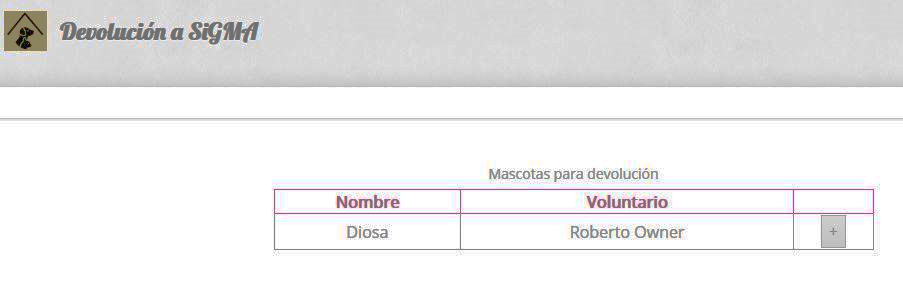 Devolución a SiGMA
Mascotas para devolución
Nombre Voluntario
Diosa Roberto Owner +